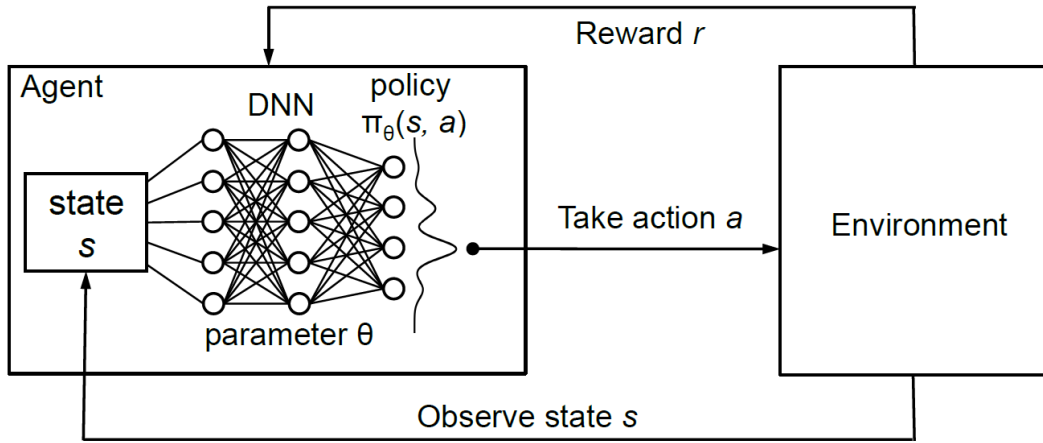 Reward r
Agent
policy
DNN
πθ(s, a)
state
s
Take action a
Environment
parameter θ
Observe state s